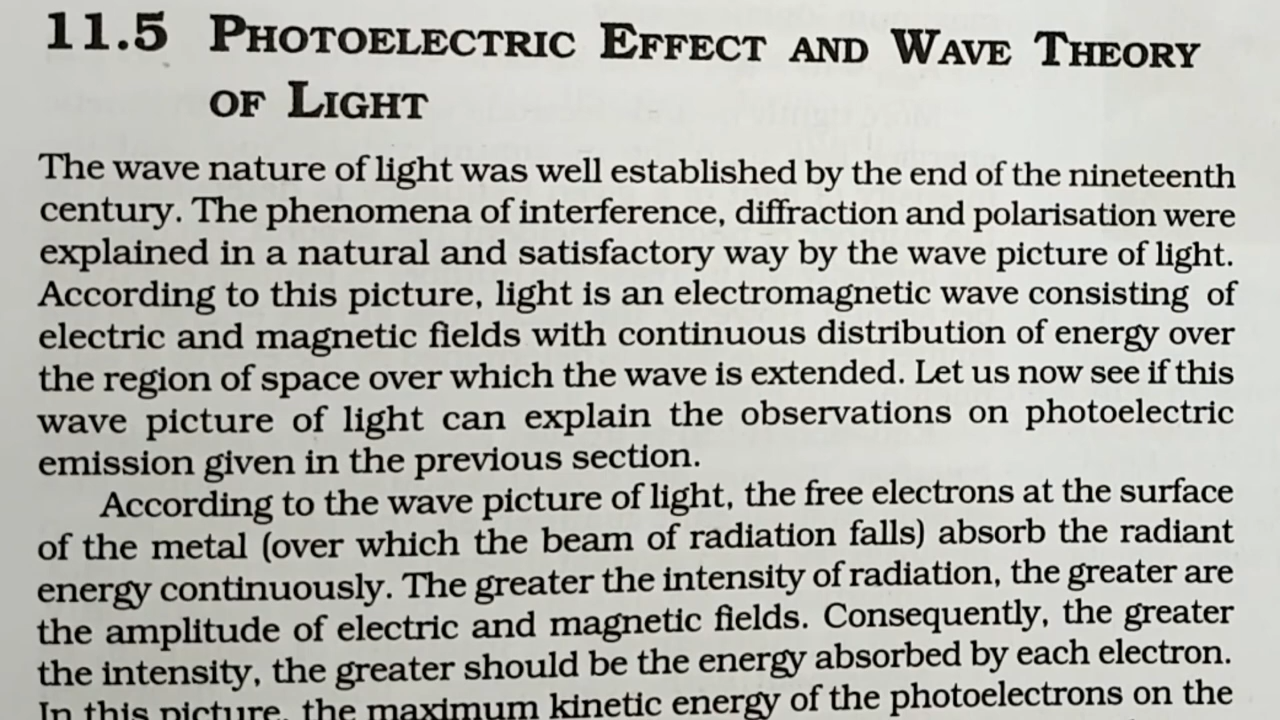 11.5 PHOTOELECTRIC EFFECT AND WAVE THEORY
OF LIGHT
The wave nature of light was well established by the end of the nineteenth
century. The phenomena of interference, diffraction and polarisation were
explained in a natural and satisfactory way by the wave picture of light.
According to this picture, light is an electromagnetic wave consisting of
electric and magnetic fields with continuous distribution of energy over
the region of space over which the wave is extended. Let us now see if this
wave picture of light can explain the observations on photoelectric
emission given in the previous section.
According to the wave picture of light, the free electrons at the surface
of the metal (over which the beam of radiation falls) absorb the radiant
energy continuously. The greater the intensity of radiation, the greater are
the amplitude of electric and magnetic fields. Consequently, the greater
the intensity, the greater should be the energy absorbed by each electron.
In this picture, the maximum kinetic energy of the photoelectrons on the